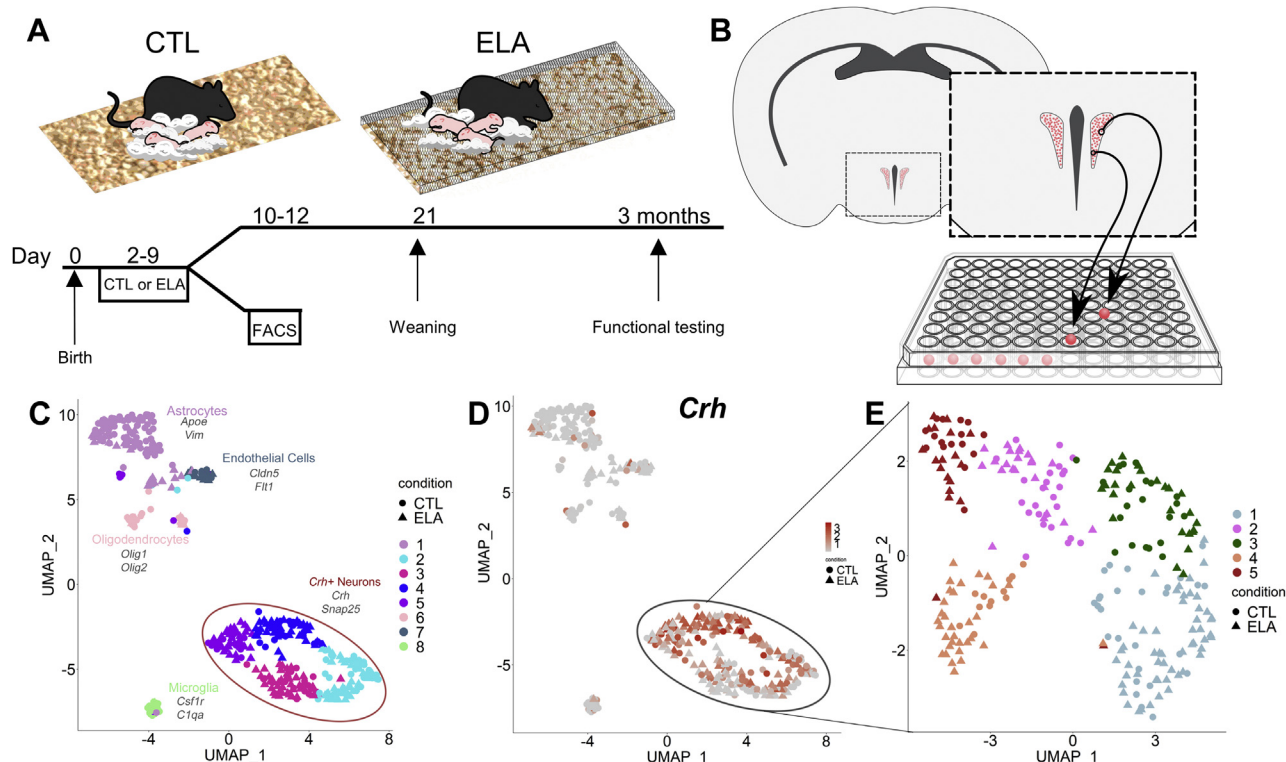 A
CTL
ELA
B
10-12
21
3 months
Day
0
2-9
CTL or ELA
FACS
Weaning
Functional testing
Birth
C
Astrocytes
Apoe
Vim
Endothelial Cells
Cldn5
Flt1
Oligodendrocytes
Olig1
Olig2
Crh+ Neurons
Crh
Snap25
Microglia
Csf1r
C1qa
condition
CTL
ELA
1
2
3
4
5
6
7
8
UMAP_2
10
5
0
-5
-4
0
4
8
UMAP_1
D
Crh
3
2
1
condition
CTL
ELA
UMAP_2
10
5
0
-5
-4
0
4
8
UMAP_1
E
1
2
3
4
5
condition
CTL
ELA
UMAP_2
2
0
-2
-3
0
3
UMAP_1